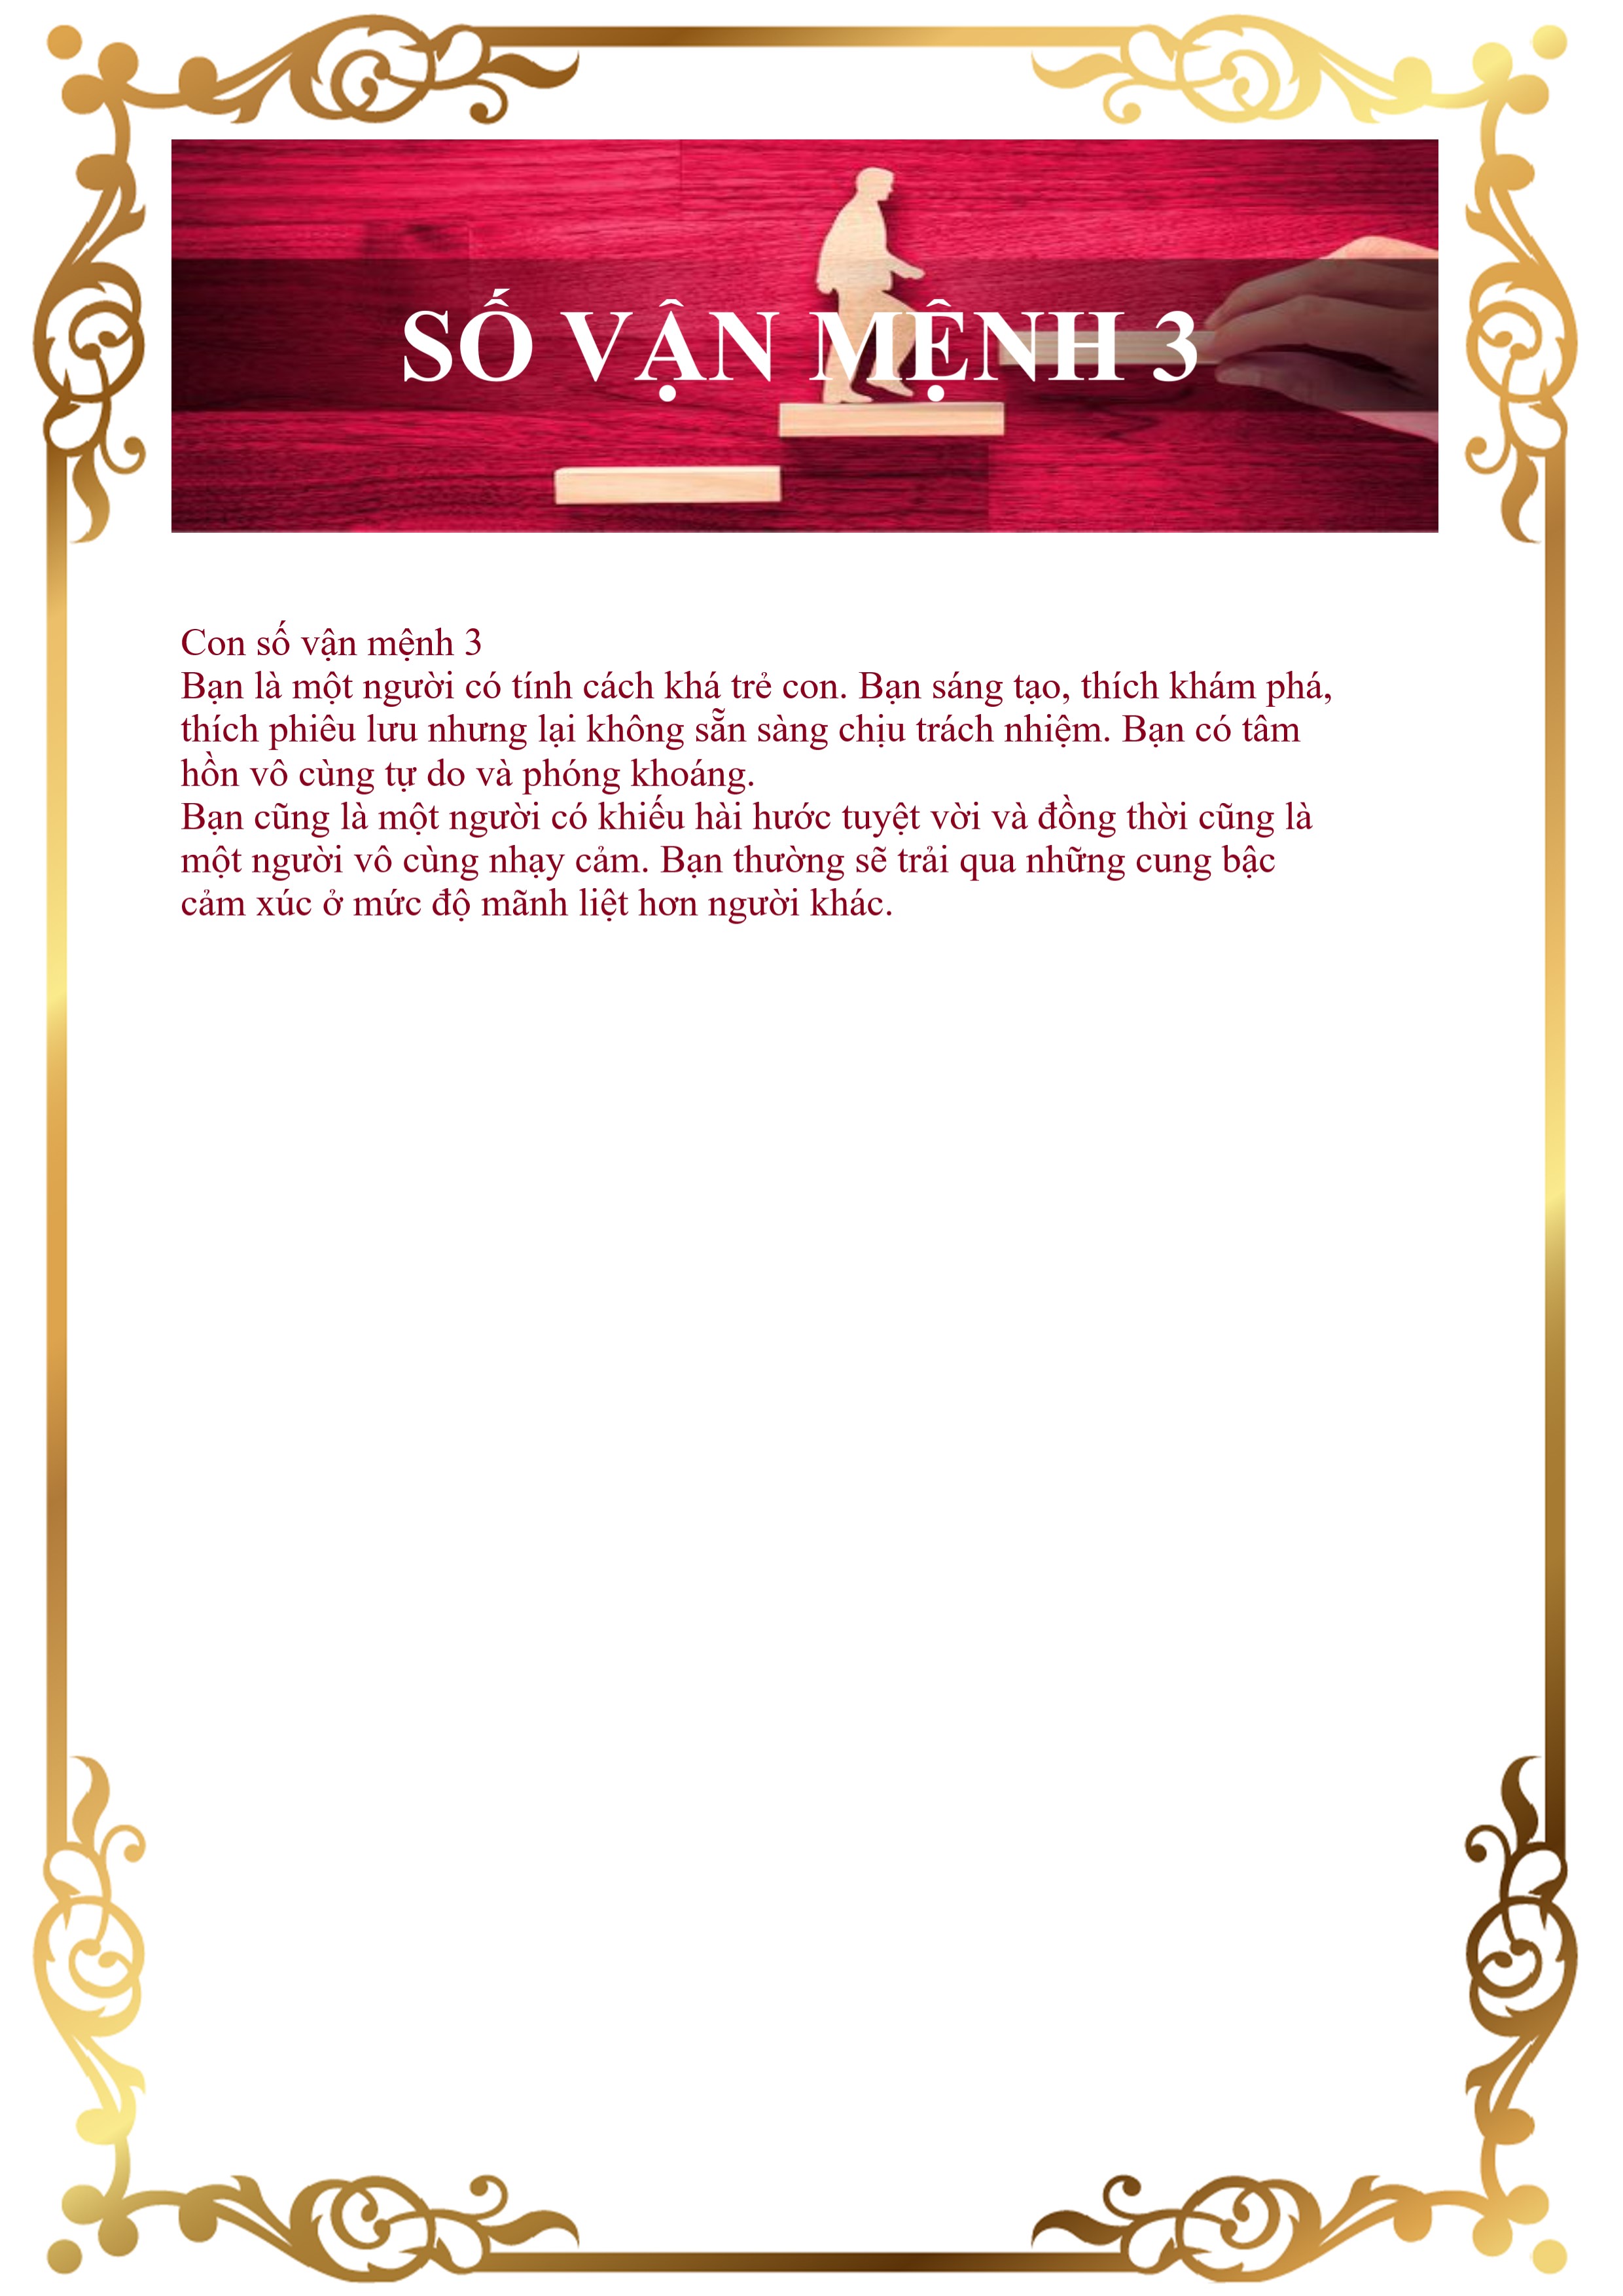 SỐ VẬN MỆNH 3
Con số vận mệnh 3
Bạn là một người có tính cách khá trẻ con. Bạn sáng tạo, thích khám phá,
thích phiêu lưu nhưng lại không sẵn sàng chịu trách nhiệm. Bạn có tâm
hồn vô cùng tự do và phóng khoáng.
Bạn cũng là một người có khiếu hài hước tuyệt vời và đồng thời cũng là
một người vô cùng nhạy cảm. Bạn thường sẽ trải qua những cung bậc
cảm xúc ở mức độ mãnh liệt hơn người khác.